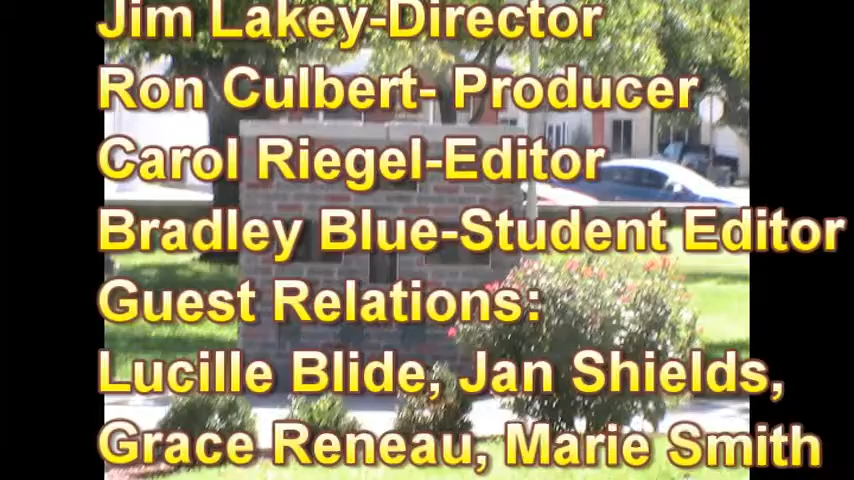 Jim Lakey-Director
Ron Culbert- Producer
Carol Riegel-Editor
Bradley Blue-Student Editor
Guest Relations:
Lucille Blide, Jan Shields,
Grace Reneau, Marie Smith